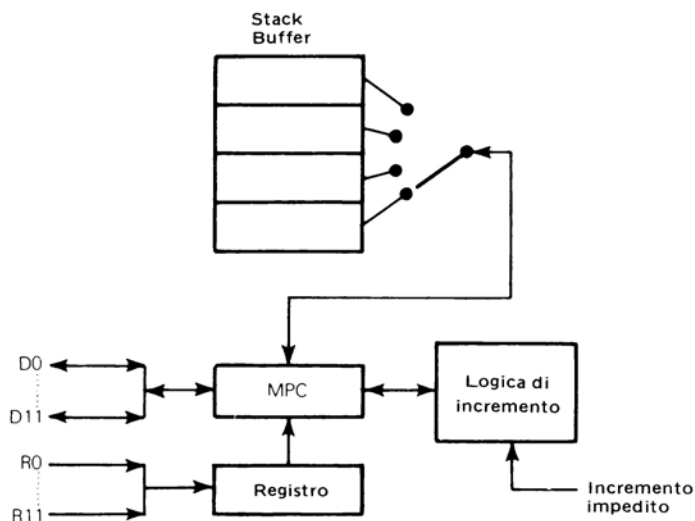 Stack
Buffer
D0
D11
MPC
Logica di
incremento
R0
R11
Registro
Incremento
impedito